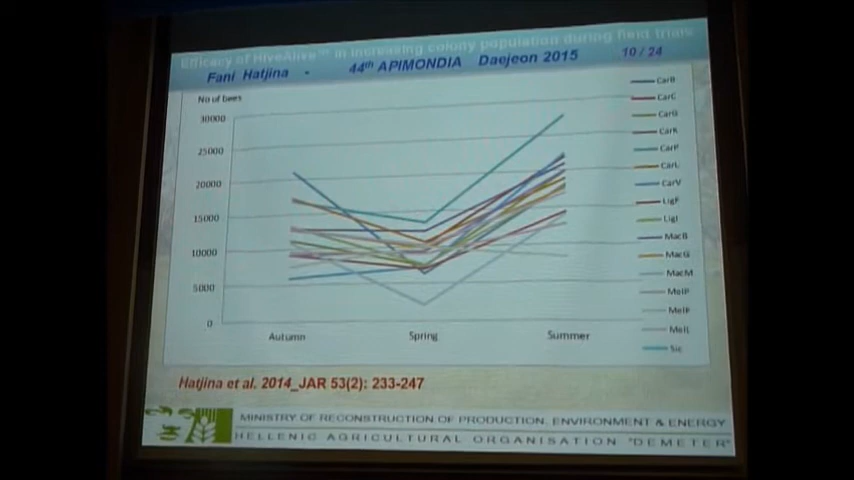 Efficacy of HiveAlive™ in increasing colony population during field trials
Fani Hatjina - 44th APIMONDIA Daejeon 2015 10 / 24
No of bees
30000
25000
20000
15000
10000
5000
0
Autumn Spring Summer
CarB
CarC
CarG
CarK
CarP
CarL
CarV
LigF
LigI
MacB
MacG
MacM
MelP
MelF
MelL
Sic
Hatjina et al. 2014_JAR 53(2): 233-247
MINISTRY OF RECONSTRUCTION OF PRODUCTION, ENVIRONMENT & ENERGY
HELLENIC AGRICULTURAL ORGANISATION "DEMETER"